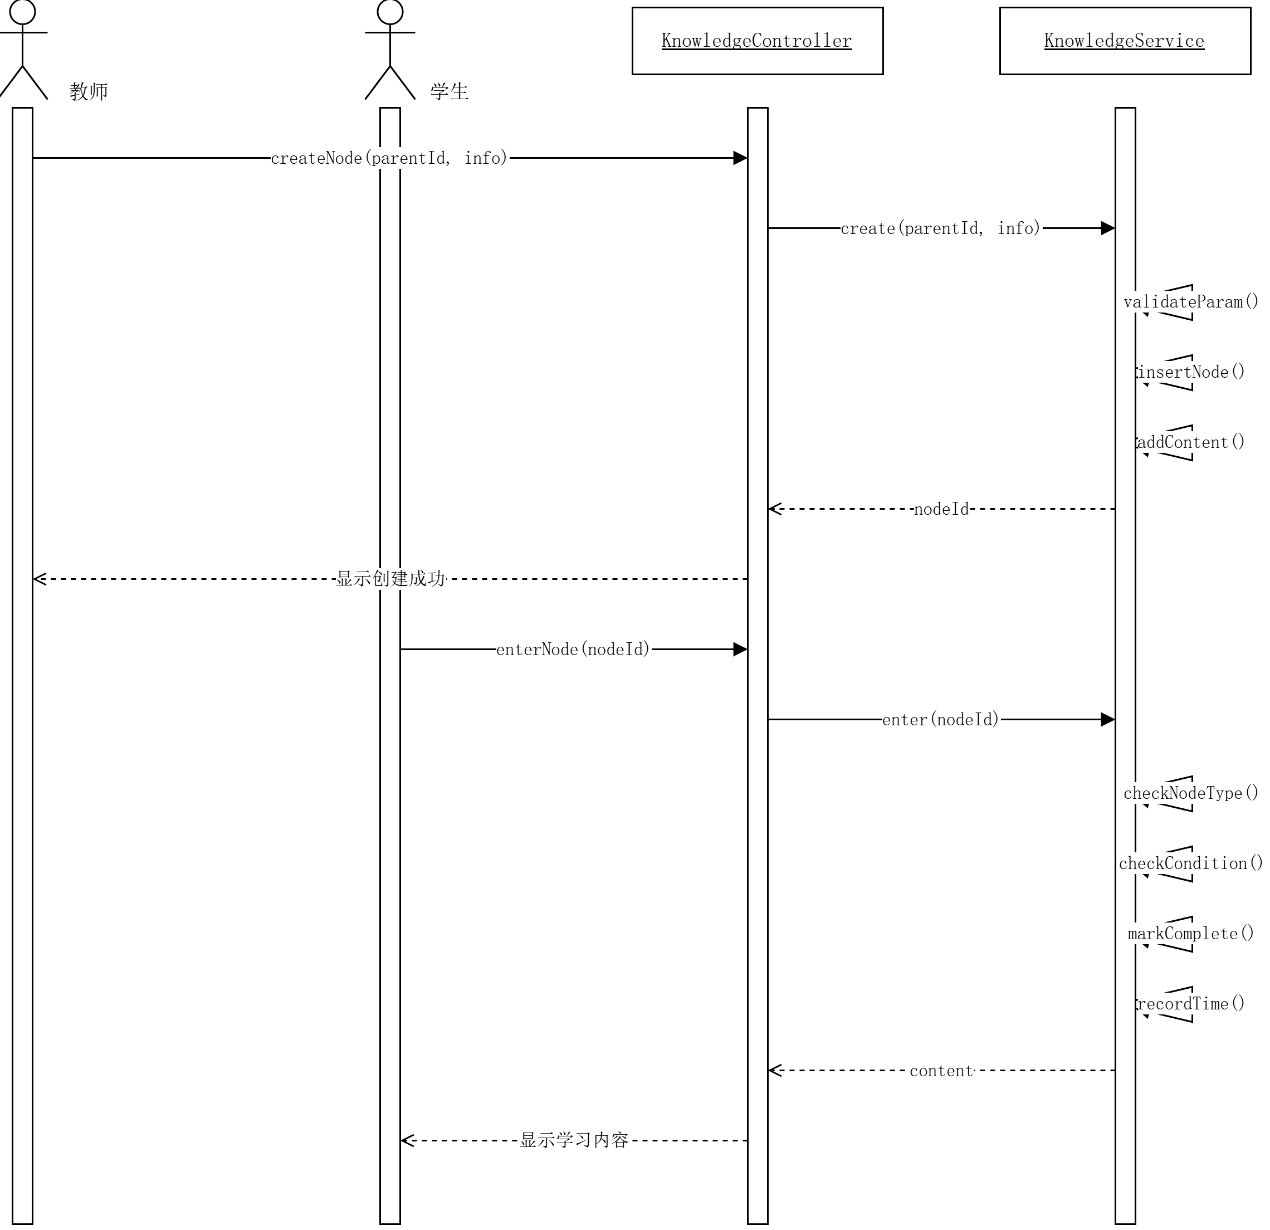 教师
学生
KnowledgeController
KnowledgeService
createNode(parentId, info)
create(parentId, info)
validateParam()
insertNode()
addContent()
nodeId
显示创建成功
enterNode(nodeId)
enter(nodeId)
checkNodeType()
checkCondition()
markComplete()
recordTime()
content
显示学习内容